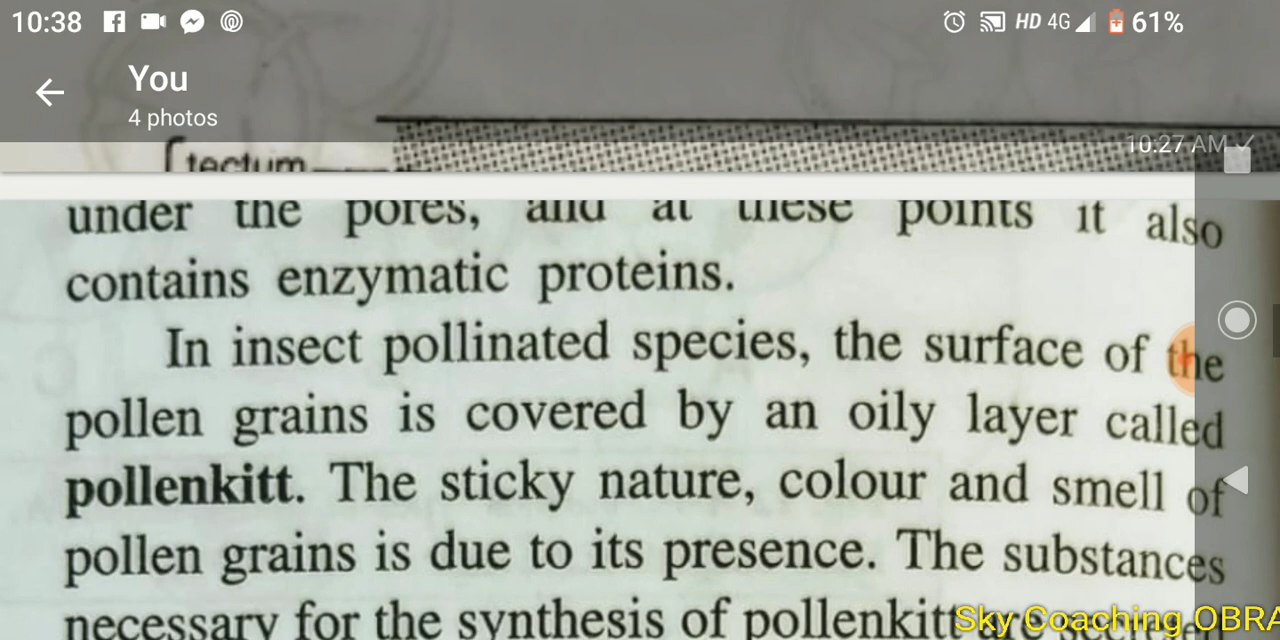 10:38 HD 4G 61%
You
4 photos
tectum
10:27 AM
under the pores, and at these points it also
contains enzymatic proteins.
In insect pollinated species, the surface of the
pollen grains is covered by an oily layer called
pollenkitt. The sticky nature, colour and smell of
pollen grains is due to its presence. The substances
necessary for the synthesis of pollenkitt
Sky Coaching OBRA